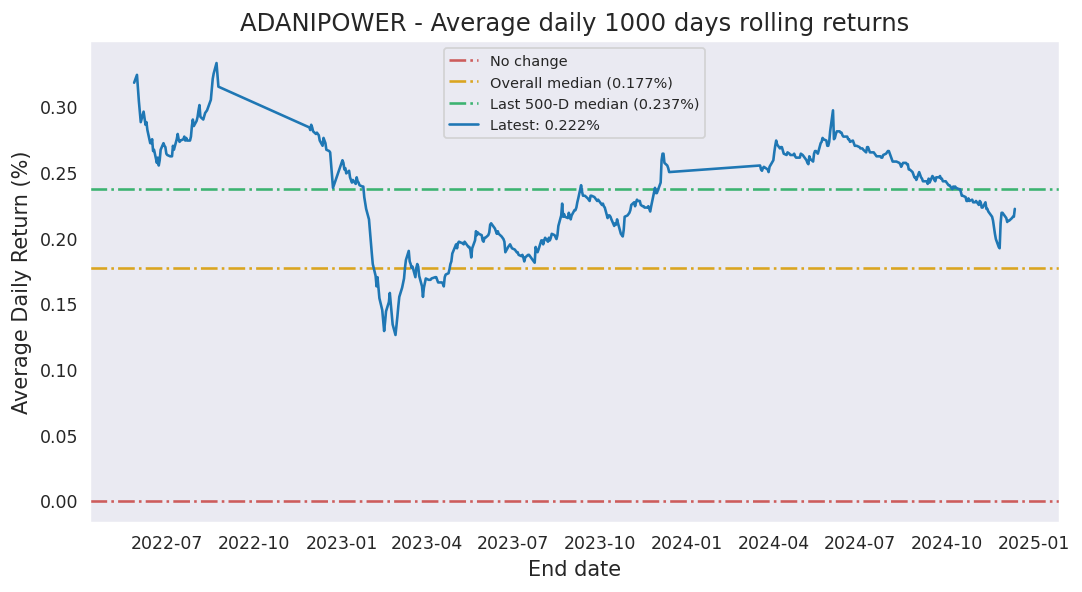 ADANIPOWER - Average daily 1000 days rolling returns
No change
Overall median (0.177%)
Last 500-D median (0.237%)
Latest: 0.222%
Average Daily Return (%)
0.30
0.25
0.20
0.15
0.10
0.05
0.00
2022-07 2022-10 2023-01 2023-04 2023-07 2023-10 2024-01 2024-04 2024-07 2024-10 2025-01
End date